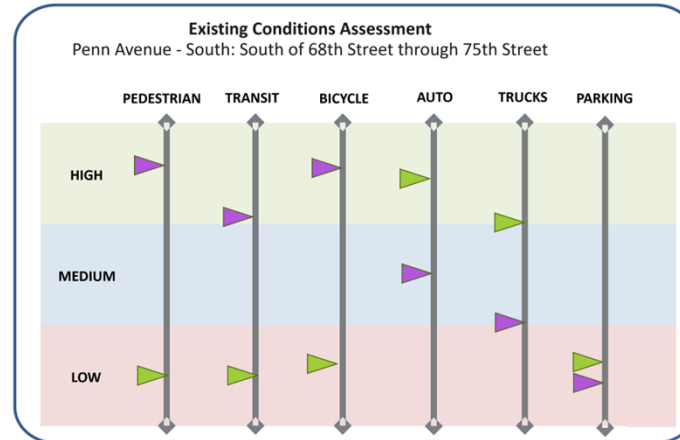 Existing Conditions Assessment
Penn Avenue - South: South of 68th Street through 75th Street
PEDESTRIAN TRANSIT BICYCLE AUTO TRUCKS PARKING
HIGH
MEDIUM
LOW